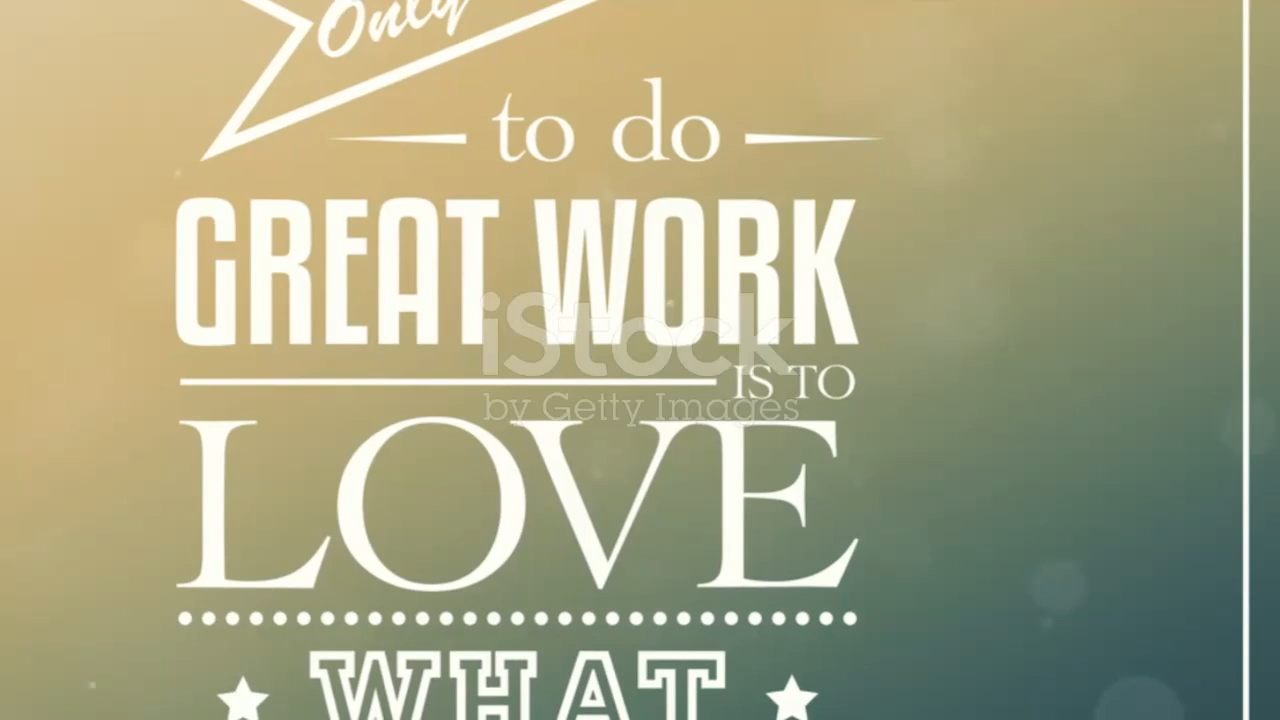 Only
to do
GREAT WORK
IS TO
iStock
by Getty Images
LOVE
WHAT